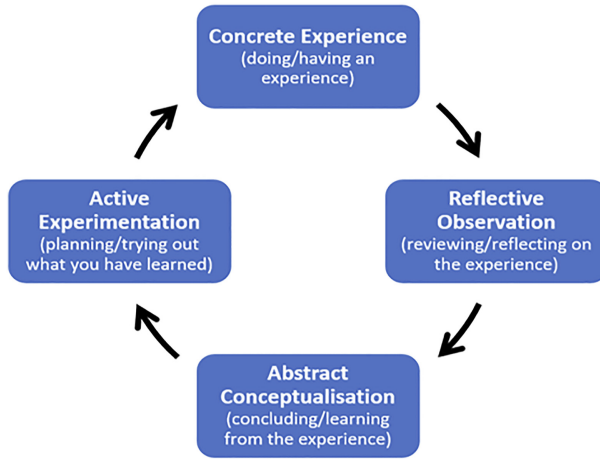 Concrete Experience
(doing/having an
experience)
Reflective
Observation
(reviewing/reflecting on
the experience)
Abstract
Conceptualisation
(concluding/learning
from the experience)
Active
Experimentation
(planning/trying out
what you have learned)